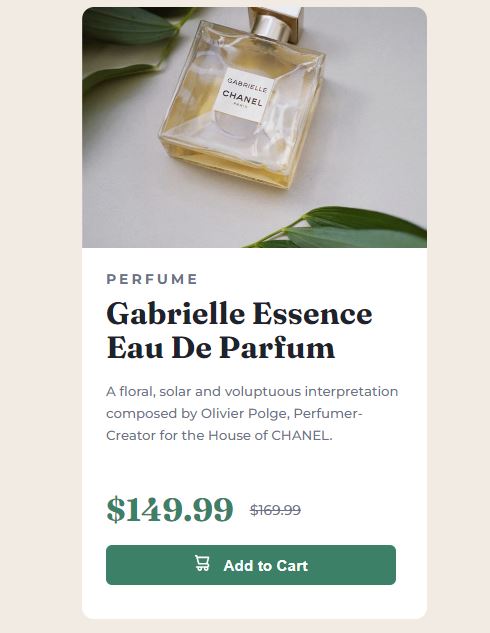 GABRIELLE
CHANEL
PARIS
PERFUME
Gabrielle Essence
Eau De Parfum
A floral, solar and voluptuous interpretation
composed by Olivier Polge, Perfumer-
Creator for the House of CHANEL.
$149.99 $169.99
Add to Cart